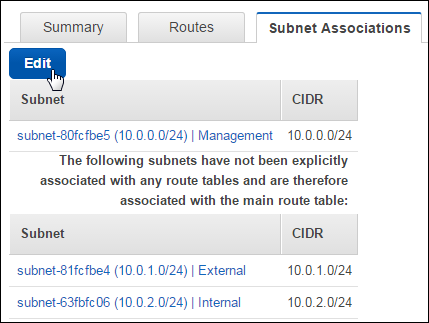 Summary Routes Subnet Associations
Edit
Subnet CIDR
subnet-80fcfbe5 (10.0.0.0/24) | Management 10.0.0.0/24
The following subnets have not been explicitly
associated with any route tables and are therefore
associated with the main route table:
Subnet CIDR
subnet-81fcfbe4 (10.0.1.0/24) | External 10.0.1.0/24
subnet-63fbfc06 (10.0.2.0/24) | Internal 10.0.2.0/24